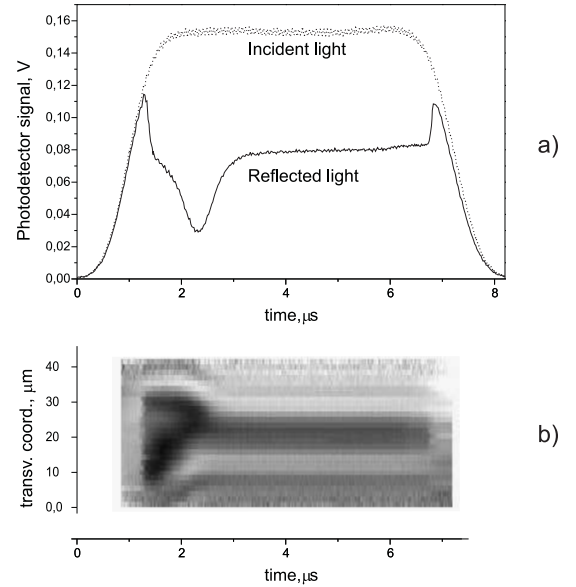 0,16
0,14
0,12
0,10
0,08
0,06
0,04
0,02
0,00
Photodetector signal, V
Incident light
Reflected light
a)
0 2 4 6 8
time,μs
40
30
20
10
0,0
transv. coord., μm
b)
0 2 4 6
time,μs